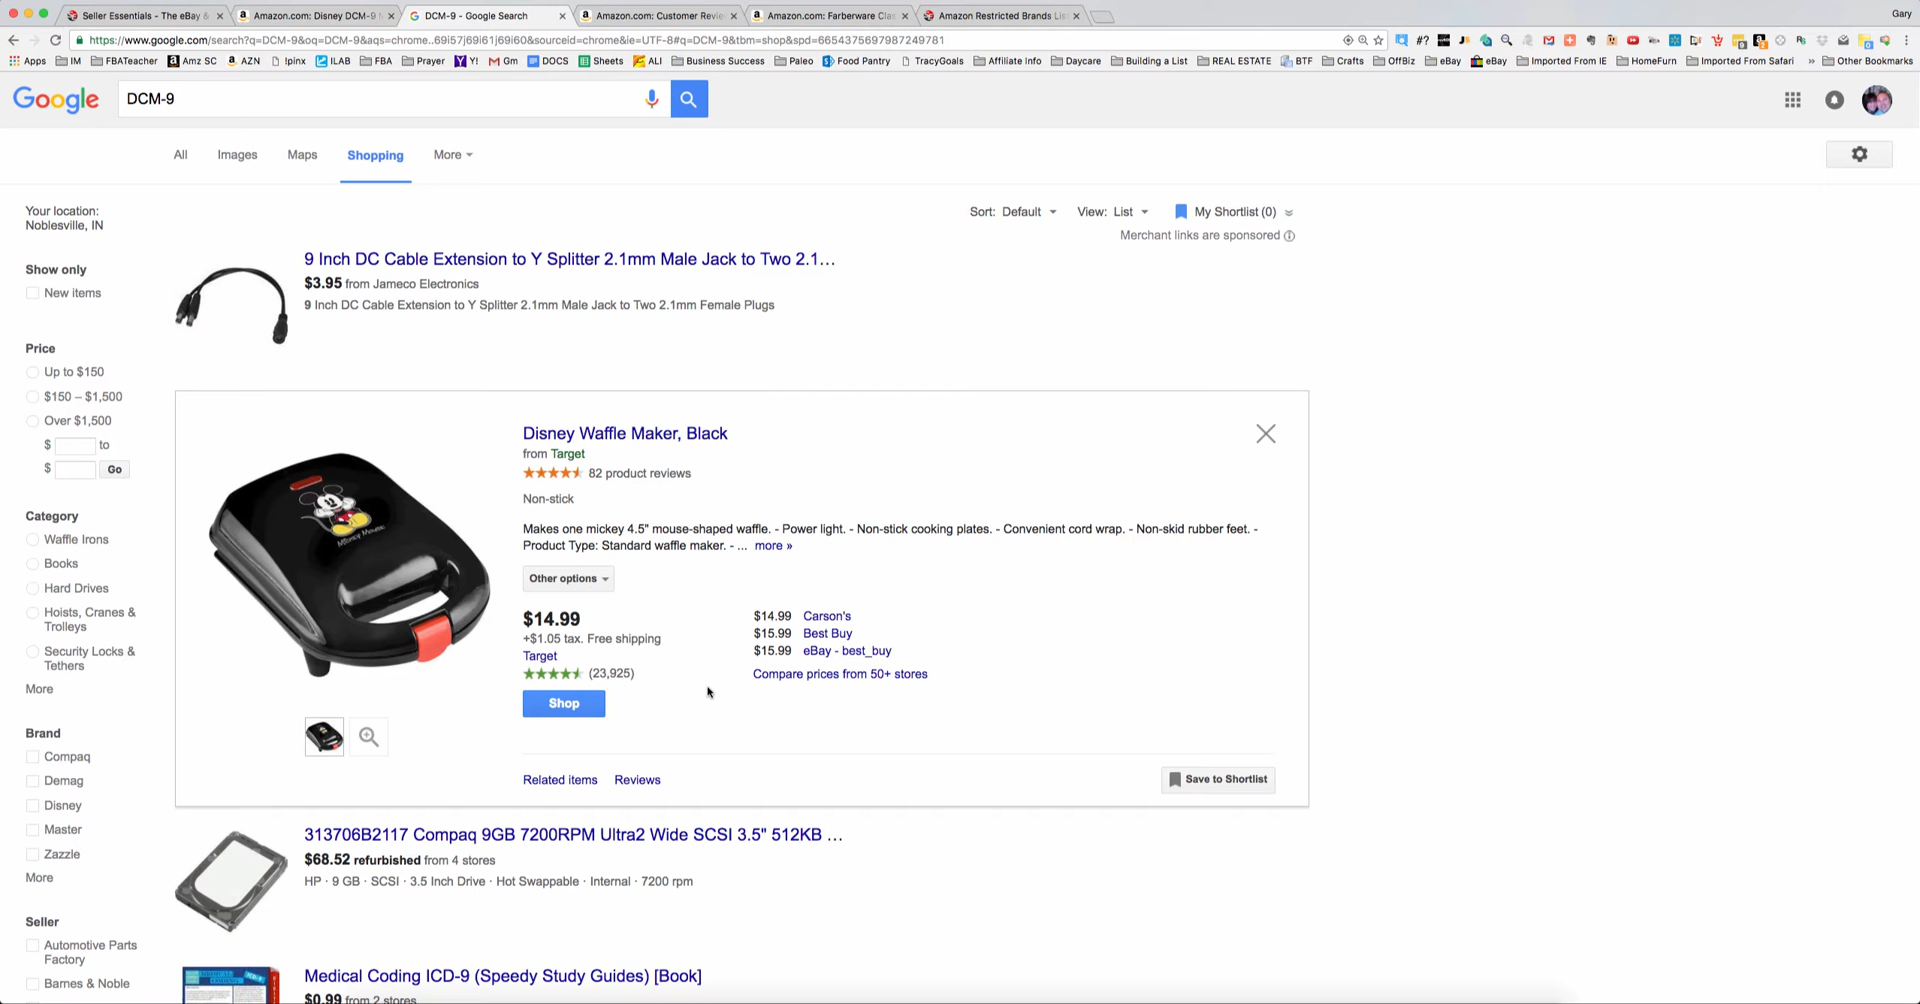 Seller Essentials - The eBay &
Amazon.com: Disney DCM-9
DCM-9 - Google Search
Amazon.com: Customer Revie
Amazon.com: Farberware Clas
Amazon Restricted Brands Lis
Gary
https://www.google.com/search?q=DCM-9&oq=DCM-9&aqs=chrome..69i57j69i61j69i60&sourceid=chrome&ie=UTF-8#q=DCM-9&tbm=shop&spd=6654375697987249781
Apps IM FBATeacher Amz SC AZN !pinx ILAB FBA Prayer Y! Gm DOCS Sheets ALI Business Success Paleo Food Pantry TracyGoals Affiliate Info Daycare Building a List REAL ESTATE BTF Crafts OffBiz eBay eBay Imported From IE HomeFurn Imported From Safari » Other Bookmarks
Google
DCM-9
All Images Maps Shopping More
Your location:
Noblesville, IN
Sort: Default View: List My Shortlist (0)
Merchant links are sponsored
Show only
New items
Price
Up to $150
$150 – $1,500
Over $1,500
$ to
$ Go
Category
Waffle Irons
Books
Hard Drives
Hoists, Cranes &
Trolleys
Security Locks &
Tethers
More
Brand
Compaq
Demag
Disney
Master
Zazzle
More
Seller
Automotive Parts
Factory
Barnes & Noble
9 Inch DC Cable Extension to Y Splitter 2.1mm Male Jack to Two 2.1…
$3.95 from Jameco Electronics
9 Inch DC Cable Extension to Y Splitter 2.1mm Male Jack to Two 2.1mm Female Plugs
Mickey Mouse
Disney Waffle Maker, Black
from Target
82 product reviews
Non-stick
Makes one mickey 4.5" mouse-shaped waffle. - Power light. - Non-stick cooking plates. - Convenient cord wrap. - Non-skid rubber feet. -
Product Type: Standard waffle maker. - ... more »
Other options
$14.99
+$1.05 tax. Free shipping
Target
(23,925)
Shop
$14.99 Carson's
$15.99 Best Buy
$15.99 eBay - best_buy
Compare prices from 50+ stores
Related items Reviews
Save to Shortlist
313706B2117 Compaq 9GB 7200RPM Ultra2 Wide SCSI 3.5" 512KB …
$68.52 refurbished from 4 stores
HP · 9 GB · SCSI · 3.5 Inch Drive · Hot Swappable · Internal · 7200 rpm
Medical Coding ICD-9 (Speedy Study Guides) [Book]
$0.99 from 2 stores